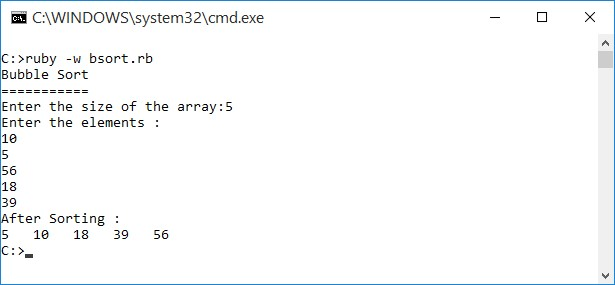 C:\WINDOWS\system32\cmd.exe
C:>ruby -w bsort.rb
Bubble Sort
===========
Enter the size of the array:5
Enter the elements :
10
5
56
18
39
After Sorting :
5   10   18   39   56
C:>